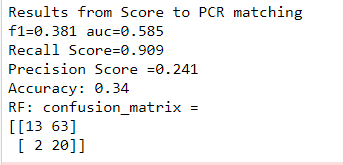 Results from Score to PCR matching
f1=0.381 auc=0.585
Recall Score=0.909
Precision Score =0.241
Accuracy: 0.34
RF: confusion_matrix =
[[13 63]
 [ 2 20]]